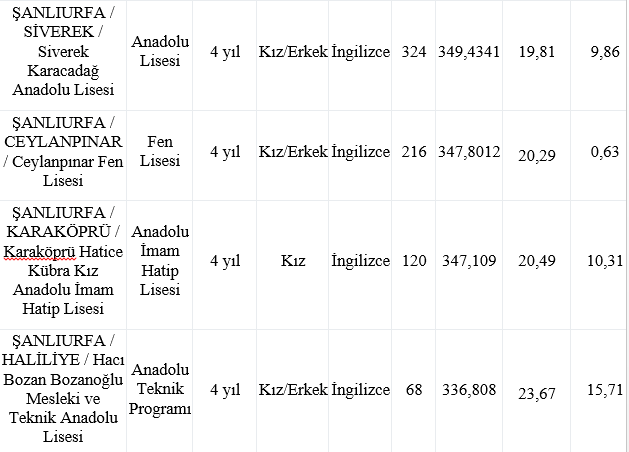 ŞANLIURFA /
SİVEREK /
Siverek
Karacadağ
Anadolu Lisesi
Anadolu
Lisesi
4 yıl
Kız/Erkek
İngilizce
324
349,4341
19,81
9,86
ŞANLIURFA /
CEYLANPINAR
/ Ceylanpınar Fen
Lisesi
Fen
Lisesi
4 yıl
Kız/Erkek
İngilizce
216
347,8012
20,29
0,63
ŞANLIURFA /
KARAKÖPRÜ /
Karaköprü Hatice
Kübra Kız
Anadolu İmam
Hatip Lisesi
Anadolu
İmam
Hatip
Lisesi
4 yıl
Kız
İngilizce
120
347,109
20,49
10,31
ŞANLIURFA /
HALİLİYE / Hacı
Bozan Bozanoğlu
Mesleki ve
Teknik Anadolu
Lisesi
Anadolu
Teknik
Programı
4 yıl
Kız/Erkek
İngilizce
68
336,808
23,67
15,71